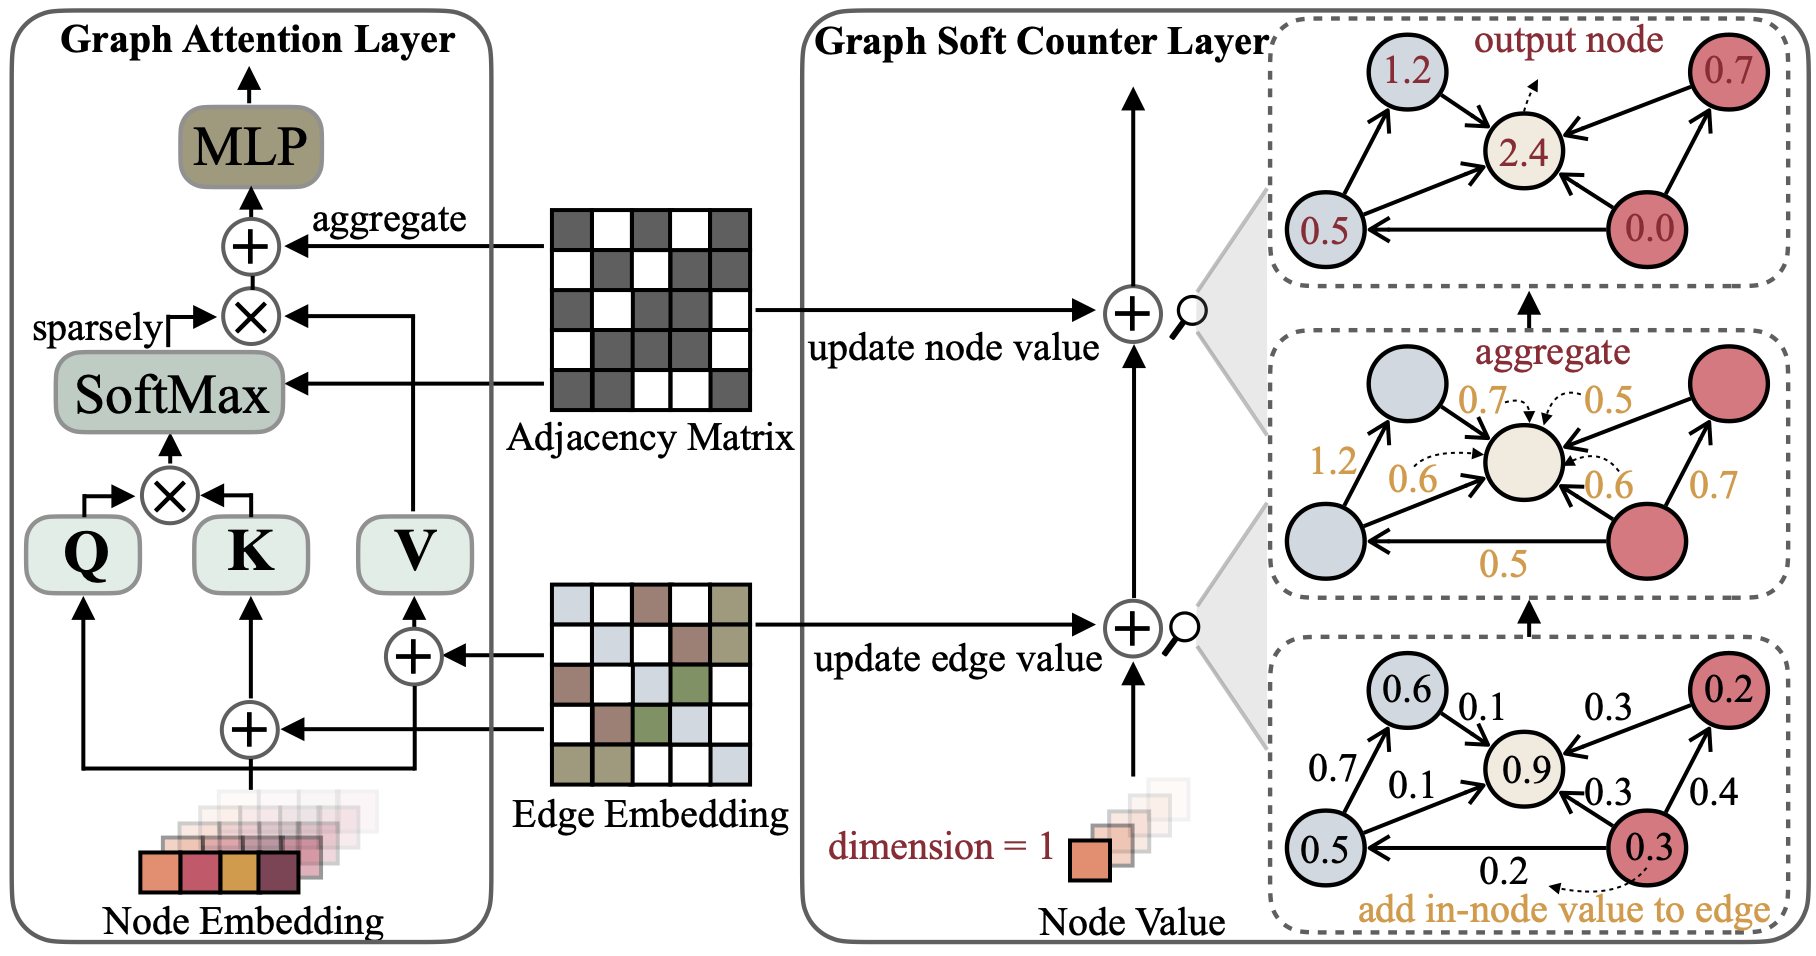 Graph Attention Layer
MLP
+
aggregate
sparsely
×
SoftMax
×
Q
K
V
+
+
Node Embedding
Adjacency Matrix
Edge Embedding
Graph Soft Counter Layer
+
update node value
+
update edge value
dimension = 1
Node Value
output node
1.2
0.7
2.4
0.5
0.0
aggregate
0.7
0.5
1.2
0.6
0.6
0.7
0.5
0.6
0.2
0.1
0.3
0.9
0.7
0.1
0.3
0.4
0.5
0.3
0.2
add in-node value to edge